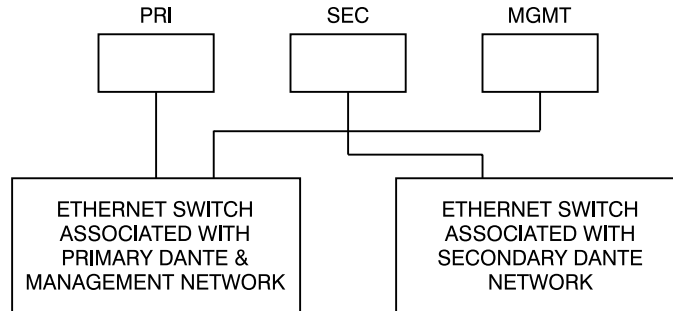 PRI SEC MGMT
ETHERNET SWITCH
ASSOCIATED WITH
PRIMARY DANTE &
MANAGEMENT NETWORK
ETHERNET SWITCH
ASSOCIATED WITH
SECONDARY DANTE
NETWORK